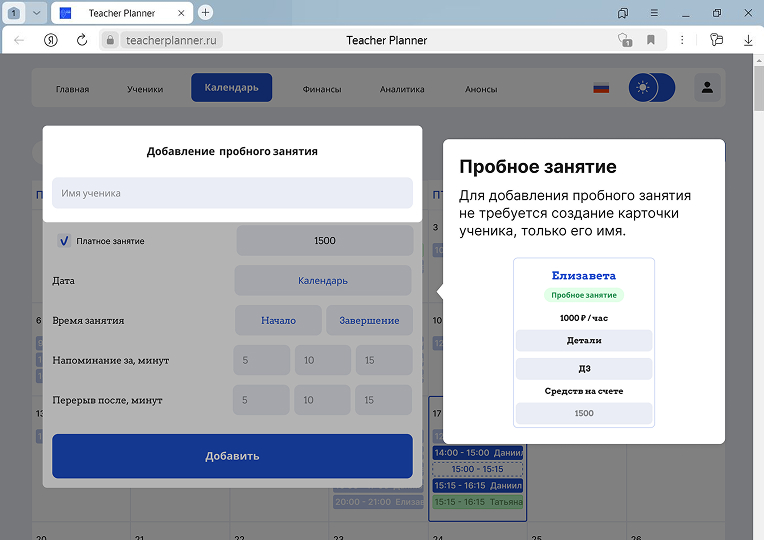 1
Teacher Planner
teacherplanner.ru
Teacher Planner
1
Главная
Ученики
Календарь
Финансы
Аналитика
Анонсы
Добавление пробного занятия
Имя ученика
Платное занятие
1500
Дата
Календарь
Время занятия
Начало
Завершение
Напоминание за, минут
5
10
15
Перерыв после, минут
5
10
15
Добавить
Пробное занятие
Для добавления пробного занятия
не требуется создание карточки
ученика, только его имя.
Елизавета
Пробное занятие
1000 ₽ / час
Детали
ДЗ
Средств на счете
1500
3
6
10
13
17
14:00 - 15:00 Даниил
15:00 - 15:15
15:15 - 16:15 Даниил
20:00 - 21:00 Елизав
15:15 - 16:15 Татьяна
20
21
22
23
24
25
26